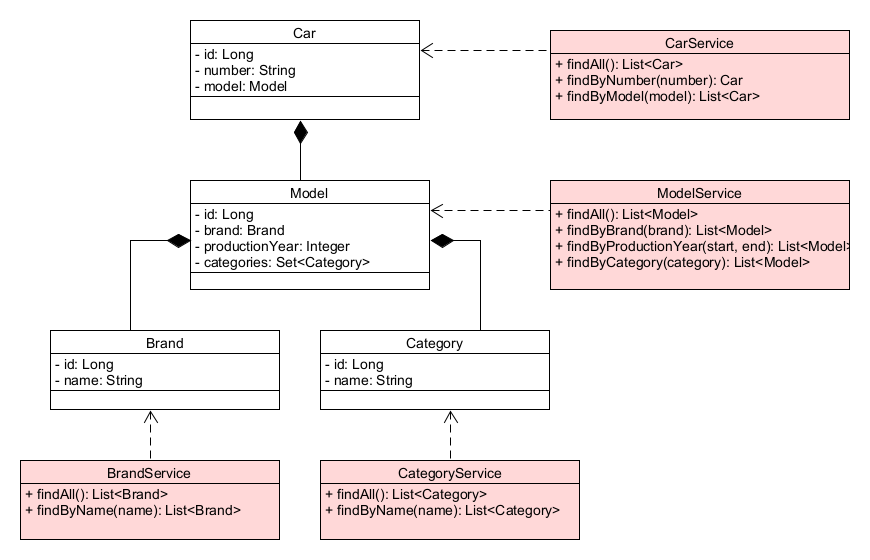 Car
- id: Long
- number: String
- model: Model
CarService
+ findAll(): List<Car>
+ findByNumber(number): Car
+ findByModel(model): List<Car>
Model
- id: Long
- brand: Brand
- productionYear: Integer
- categories: Set<Category>
ModelService
+ findAll(): List<Model>
+ findByBrand(brand): List<Model>
+ findByProductionYear(start, end): List<Model>
+ findByCategory(category): List<Model>
Brand
- id: Long
- name: String
Category
- id: Long
- name: String
BrandService
+ findAll(): List<Brand>
+ findByName(name): List<Brand>
CategoryService
+ findAll(): List<Category>
+ findByName(name): List<Category>